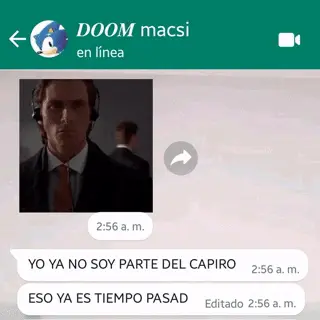 𝑫𝑶𝑶𝑴 macsi
en línea
2:56 a. m.
YO YA NO SOY PARTE DEL CAPIRO 2:56 a. m.
ESO YA ES TIEMPO PASAD Editado 2:56 a. m.